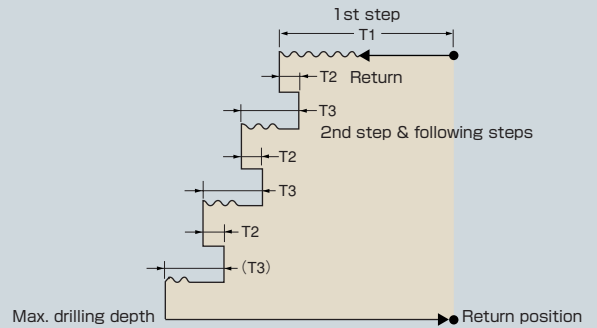 1st step
T1
T2 Return
T3
2nd step & following steps
T2
T3
T2
(T3)
Max. drilling depth
Return position